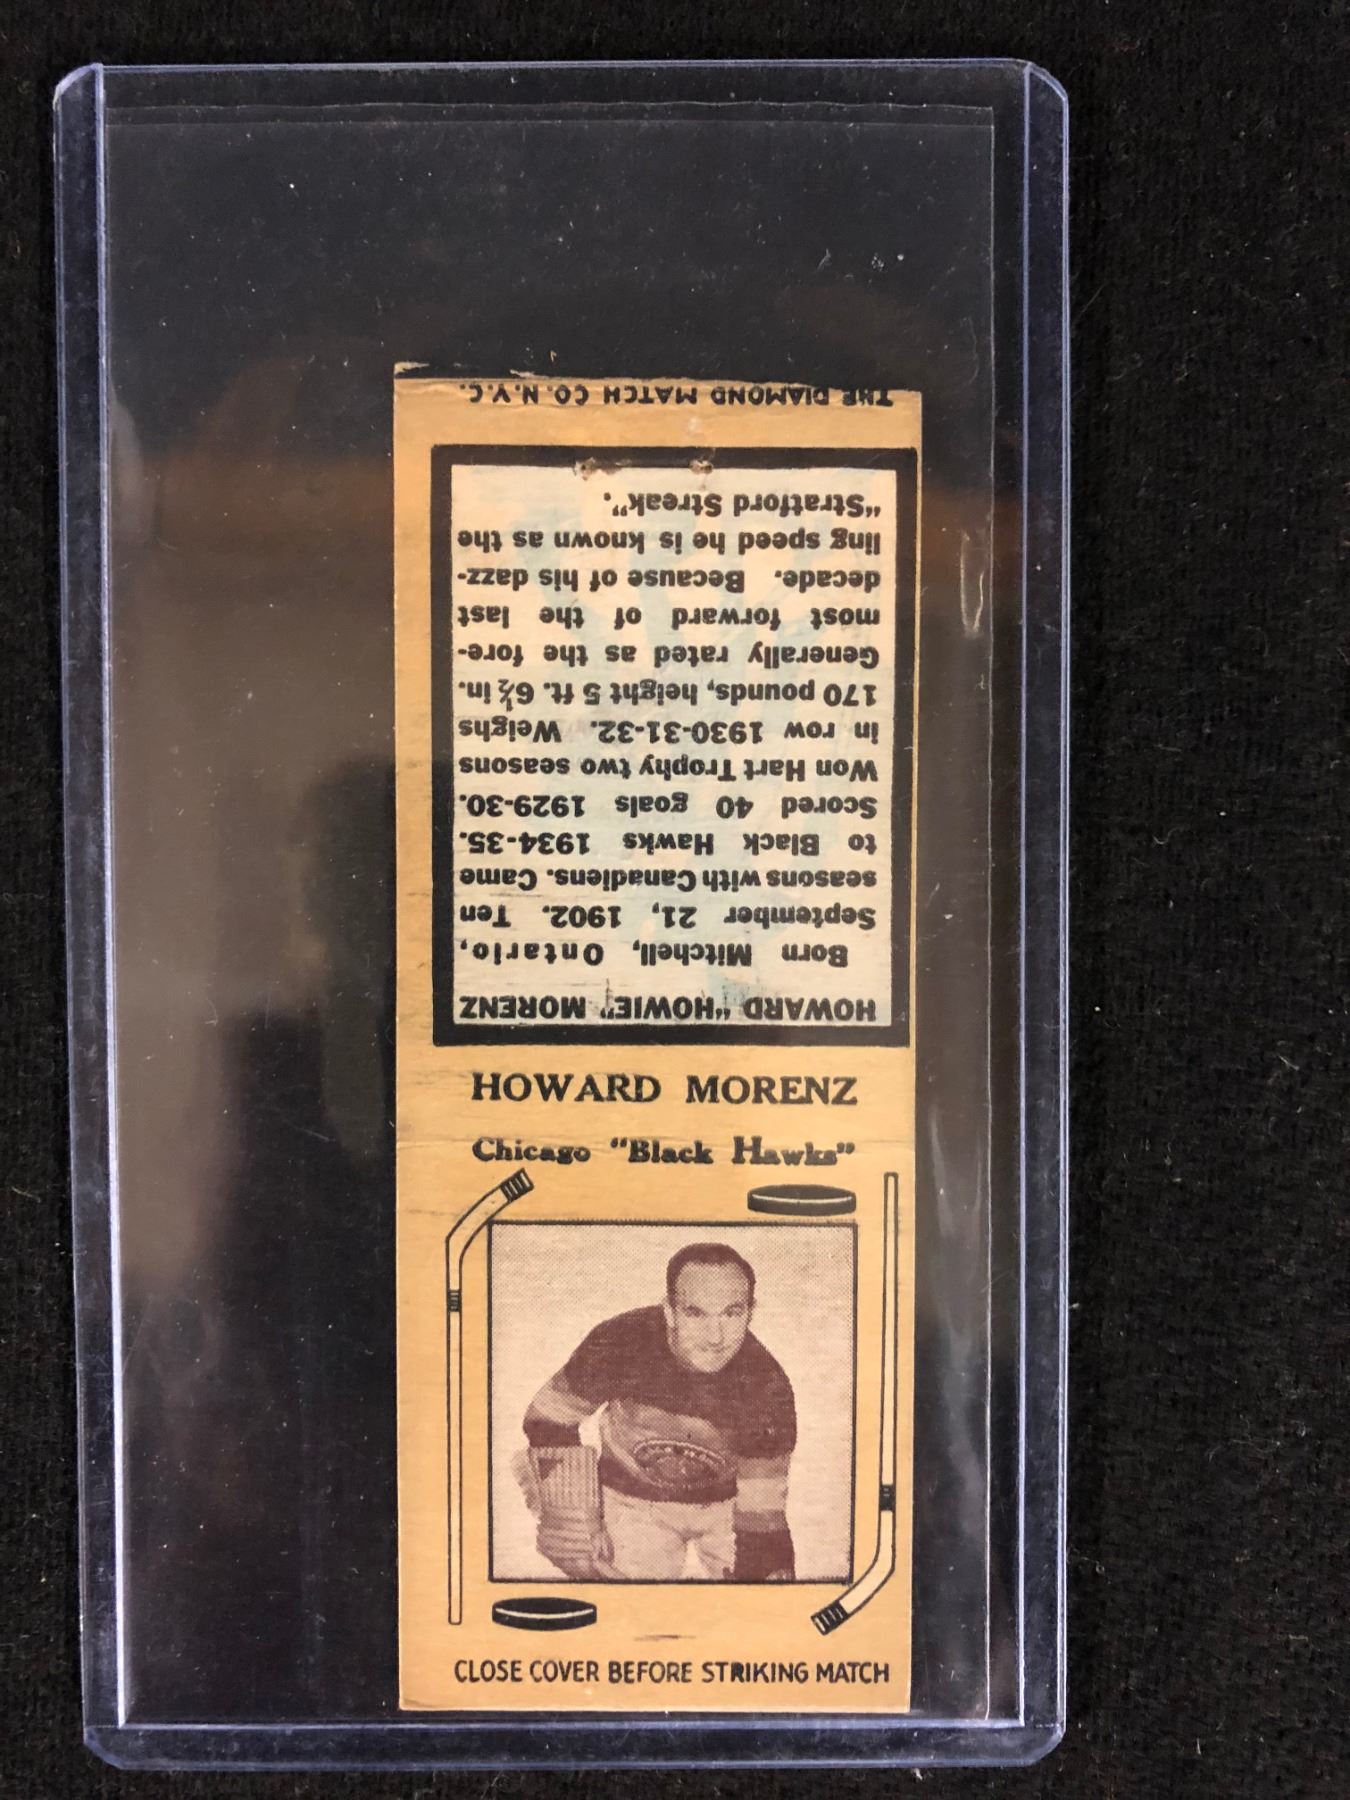 THE DIAMOND MATCH CO. N.Y.C.
HOWARD "HOWIE" MORENZ
Born Mitchell, Ontario,
September 21, 1902. Ten
seasons with Canadiens. Came
to Black Hawks 1934-35.
Scored 40 goals 1929-30.
Won Hart Trophy two seasons
in row 1930-31-32. Weighs
170 pounds, height 5 ft. 6½ in.
Generally rated as the fore-
most forward of the last
decade. Because of his dazz-
ling speed he is known as the
"Stratford Streak".
HOWARD MORENZ
Chicago "Black Hawks"
CLOSE COVER BEFORE STRIKING MATCH